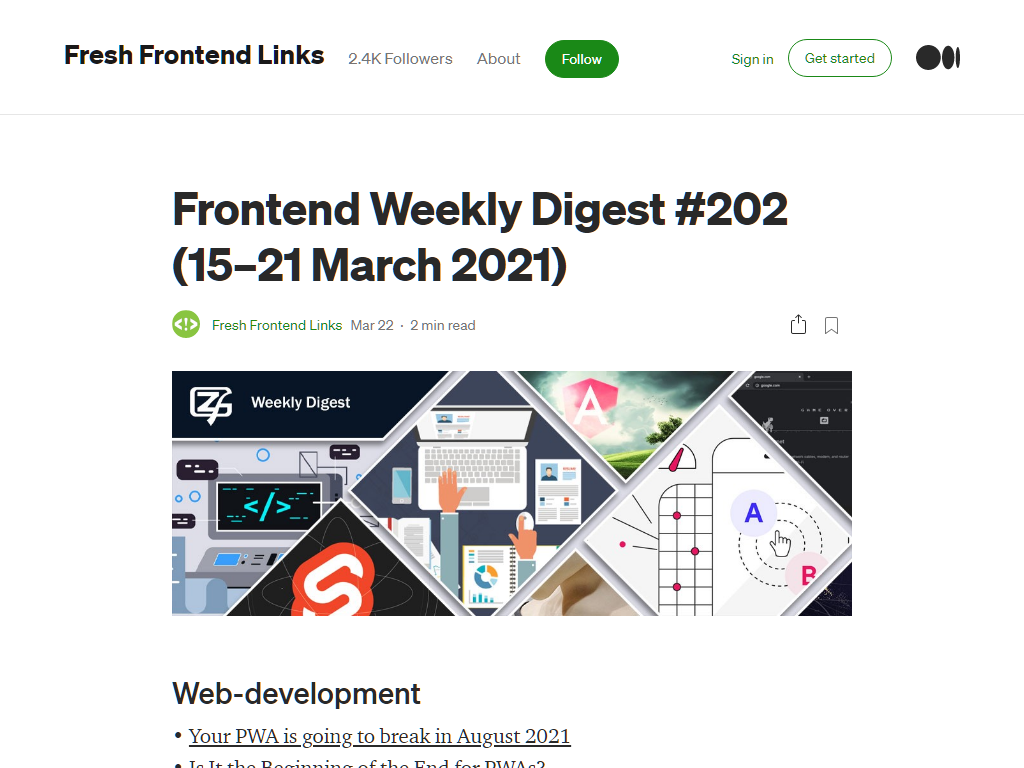 Fresh Frontend Links
2.4K Followers
About
Follow
Sign in
Get started
Frontend Weekly Digest #202
(15–21 March 2021)
Fresh Frontend Links Mar 22 · 2 min read
Weekly Digest
</>
A
GAME OVER
A
B
Web-development
• Your PWA is going to break in August 2021
• Is It the Beginning of the End for PWAs?